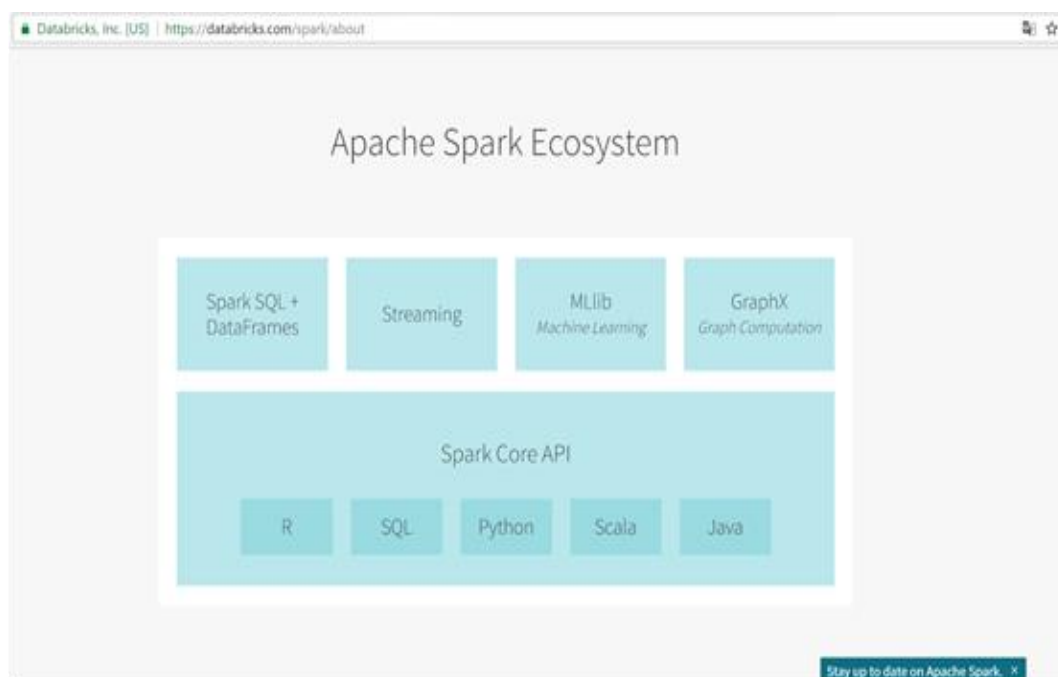 Databricks, Inc. [US] | https://databricks.com/spark/about
Apache Spark Ecosystem
Spark SQL +
DataFrames
Streaming
MLlib
Machine Learning
GraphX
Graph Computation
Spark Core API
R
SQL
Python
Scala
Java
Stay up to date on Apache Spark. ×